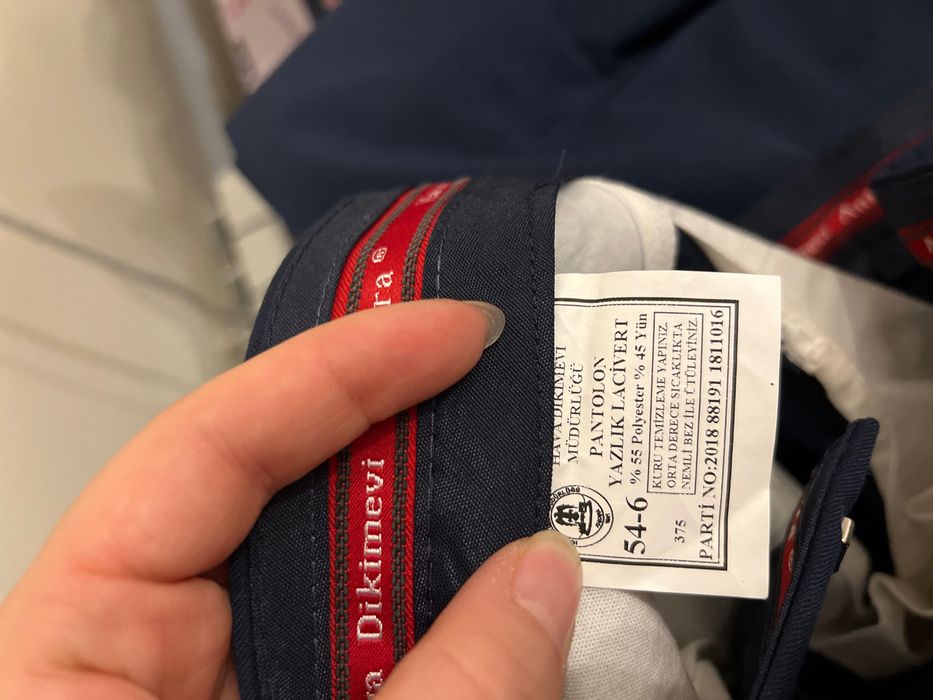 HAVA DİKİMEVİ
MÜDÜRLÜĞÜ
PANTOLON
YAZLIK LACİVERT
54-6
% 55 Polyester % 45 Yün
KURU TEMİZLEME YAPINIZ.
ORTA DERECE SICAKLIKTA
NEMLİ BEZ İLE ÜTÜLEYİNİZ.
375
PARTİ NO:2018 88191 1811016
Dikimevi